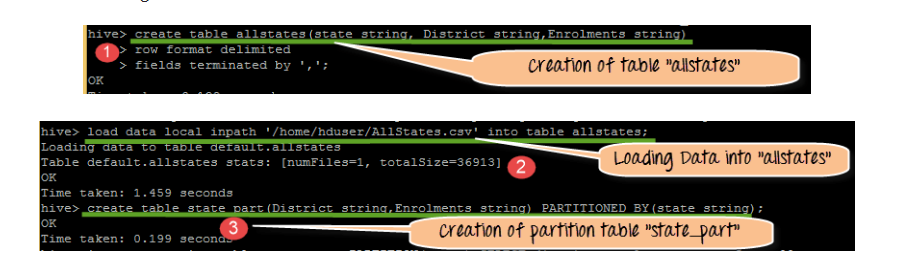 hive> create table allstates(state string, District string,Enrolments string)
1
> row format delimited
> fields terminated by ',';
Creation of table "allstates"
OK
hive> load data local inpath '/home/hduser/AllStates.csv' into table allstates;
Loading data to table default.allstates
Table default.allstates stats: [numFiles=1, totalSize=36913]
2
Loading Data into "allstates"
OK
Time taken: 1.459 seconds
hive> create table state_part(District string,Enrolments string) PARTITIONED BY(state string);
OK
3
Creation of partition table "state_part"
Time taken: 0.199 seconds